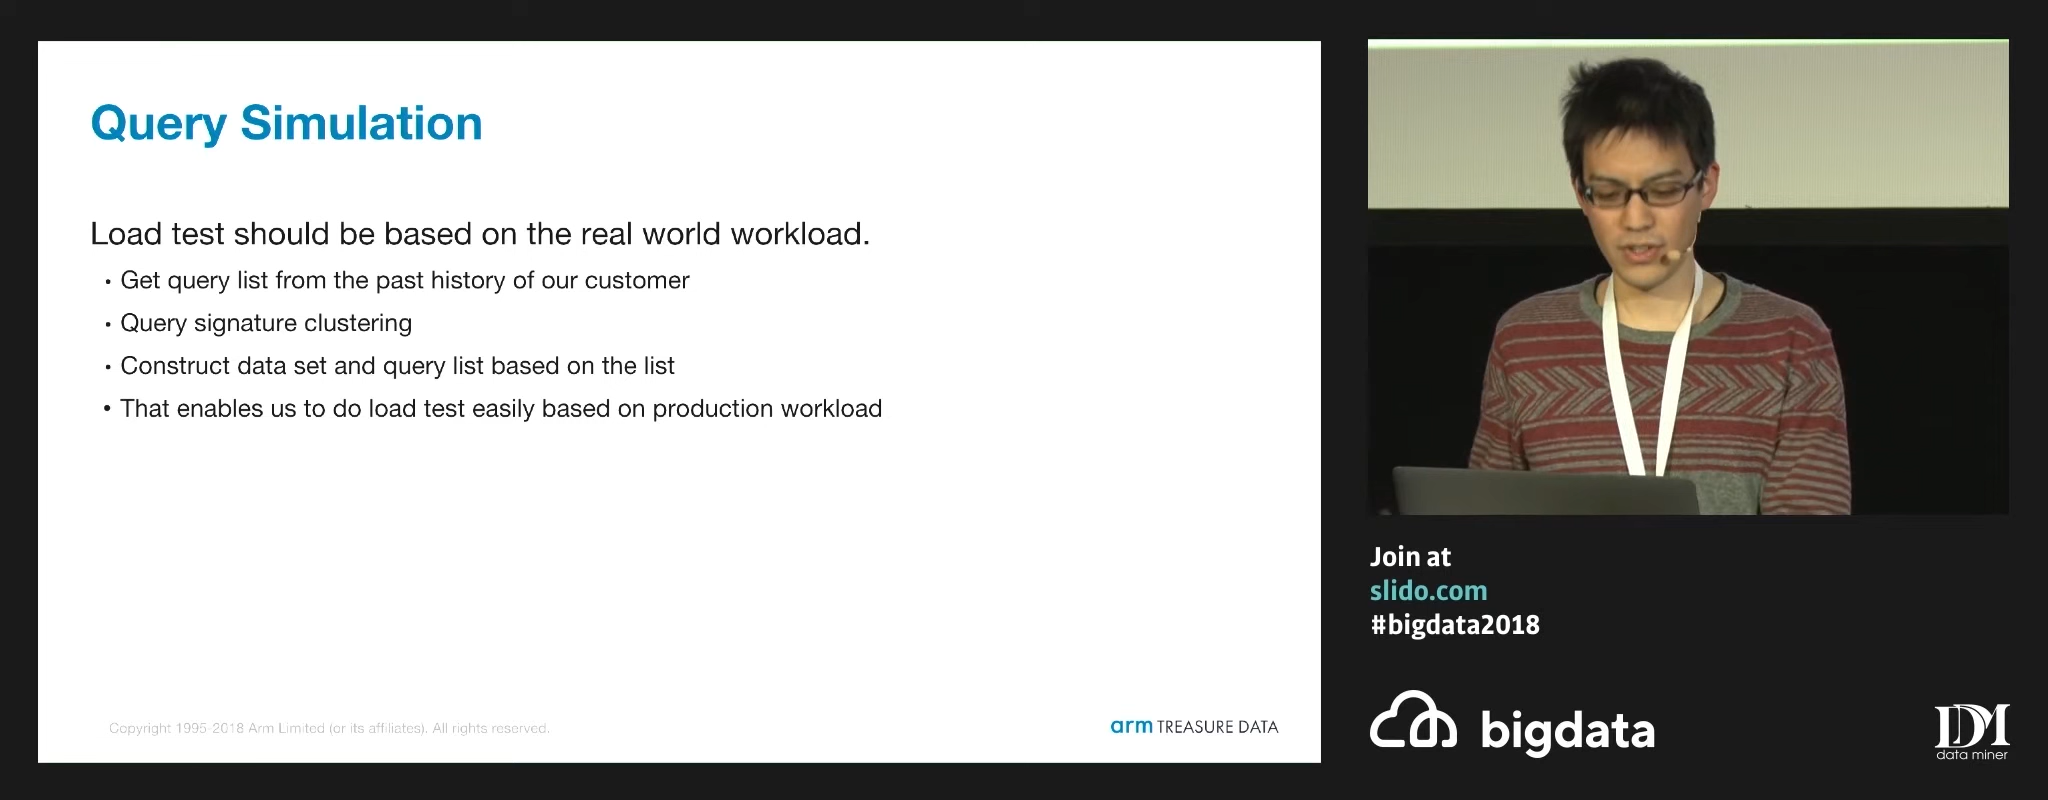 Query Simulation
Load test should be based on the real world workload.
• Get query list from the past history of our customer
• Query signature clustering
• Construct data set and query list based on the list
• That enables us to do load test easily based on production workload
Copyright 1995-2018 Arm Limited (or its affiliates). All rights reserved.
arm TREASURE DATA
Join at
slido.com
#bigdata2018
bigdata
DM
data miner